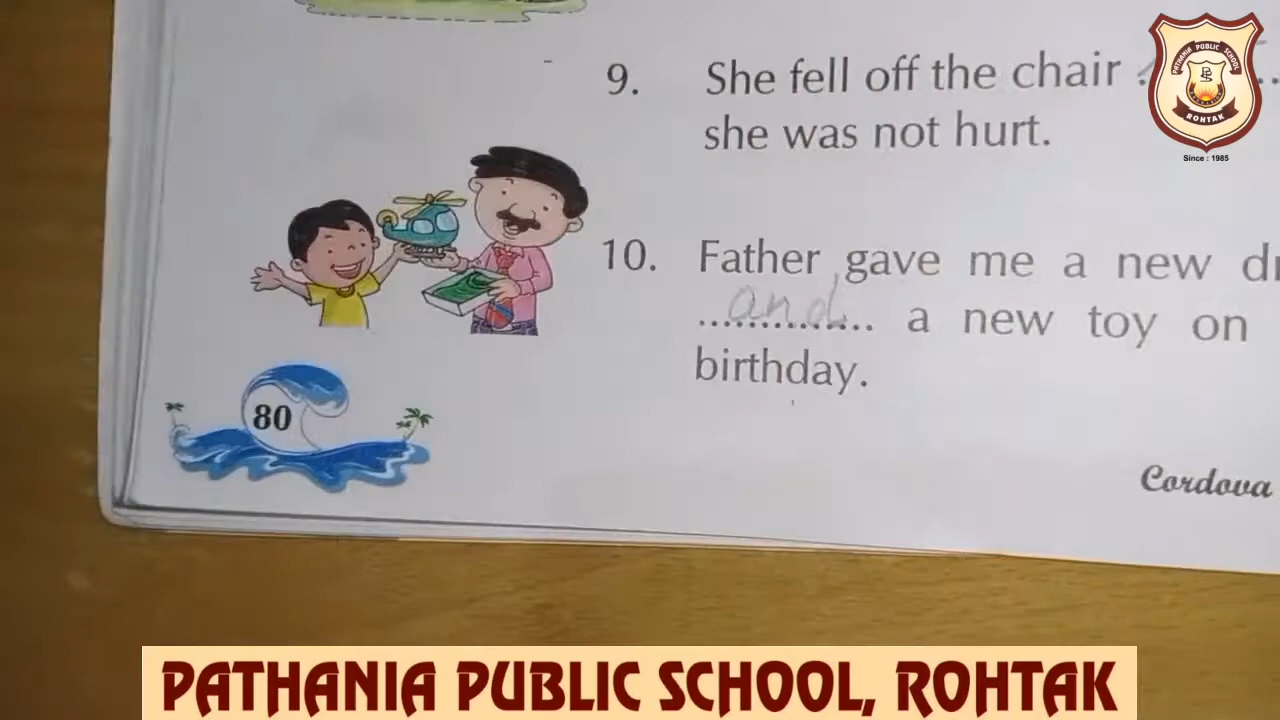 9. She fell off the chair
she was not hurt.
10. Father gave me a new
and a new toy on
birthday.
80
Cordova
PATHANIA PUBLIC SCHOOL
PS
ROHTAK
Since : 1985
PATHANIA PUBLIC SCHOOL, ROHTAK